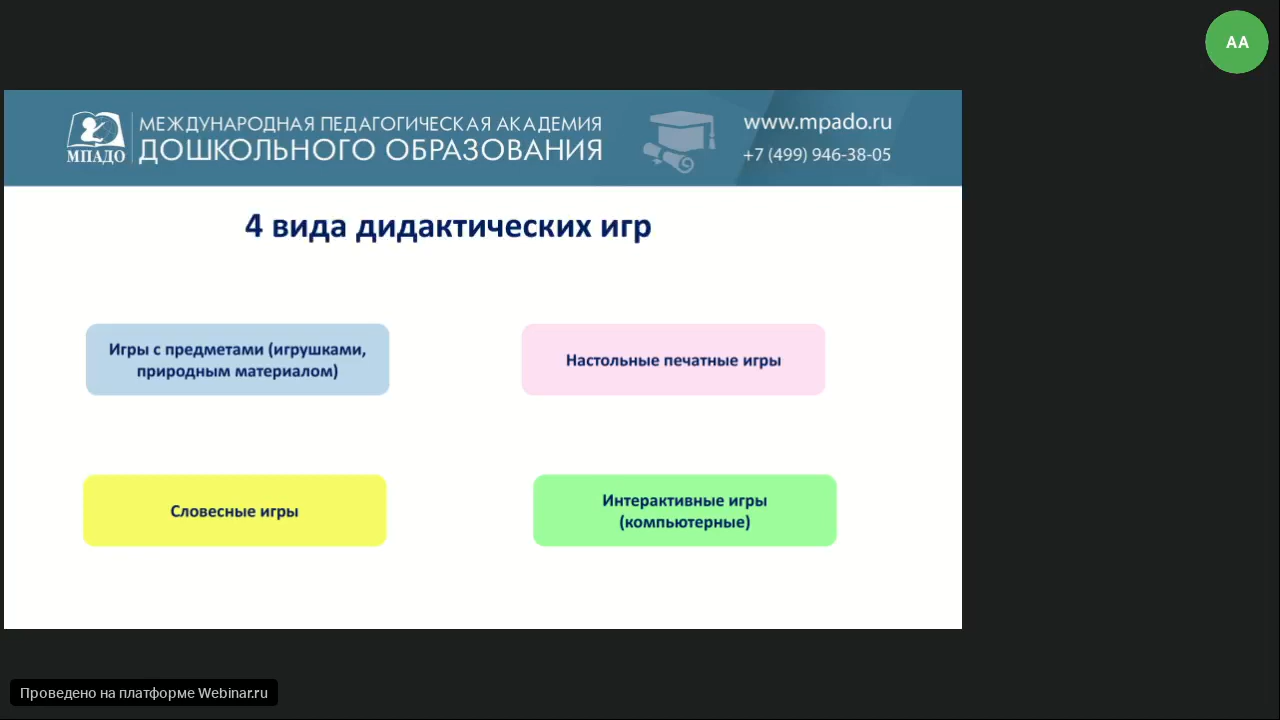 AA
МЕЖДУНАРОДНАЯ ПЕДАГОГИЧЕСКАЯ АКАДЕМИЯ
ДОШКОЛЬНОГО ОБРАЗОВАНИЯ
МПАДО
www.mpado.ru
+7 (499) 946-38-05
4 вида дидактических игр
Игры с предметами (игрушками,
природным материалом)
Настольные печатные игры
Словесные игры
Интерактивные игры
(компьютерные)
Проведено на платформе Webinar.ru